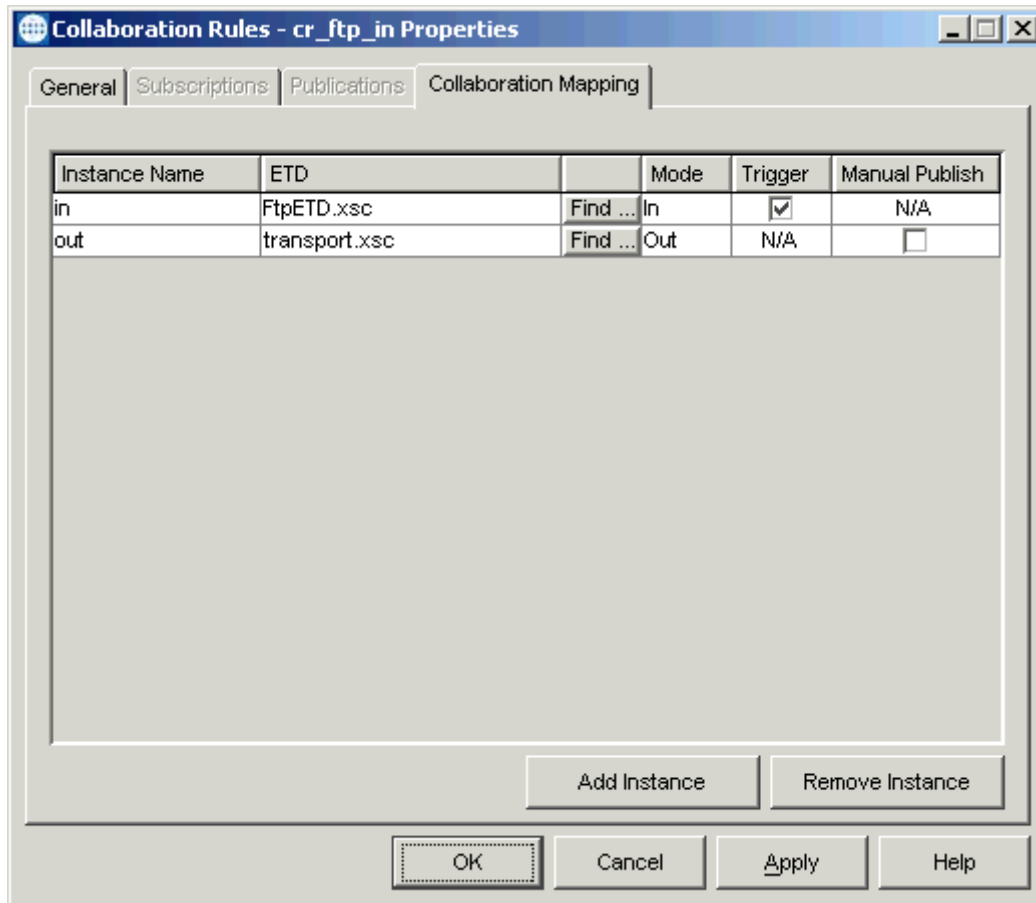 Collaboration Rules - cr_ftp_in Properties
General Subscriptions Publications Collaboration Mapping
Instance Name ETD Mode Trigger Manual Publish
in FtpETD.xsc Find ... In N/A
out transport.xsc Find ... Out N/A
Add Instance Remove Instance
OK Cancel Apply Help